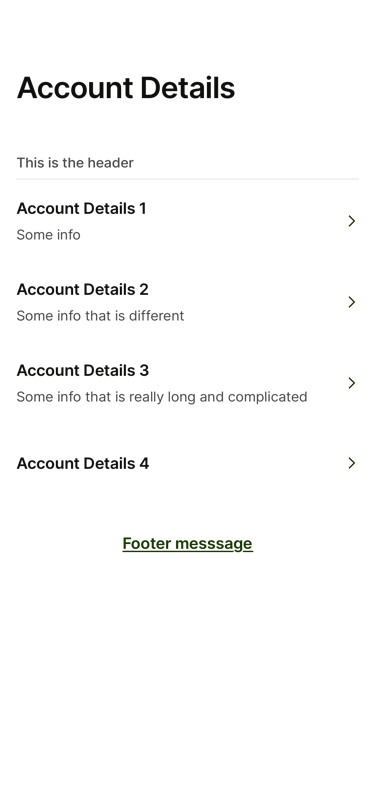 Account Details
This is the header
Account Details 1
Some info
Account Details 2
Some info that is different
Account Details 3
Some info that is really long and complicated
Account Details 4
Footer messsage